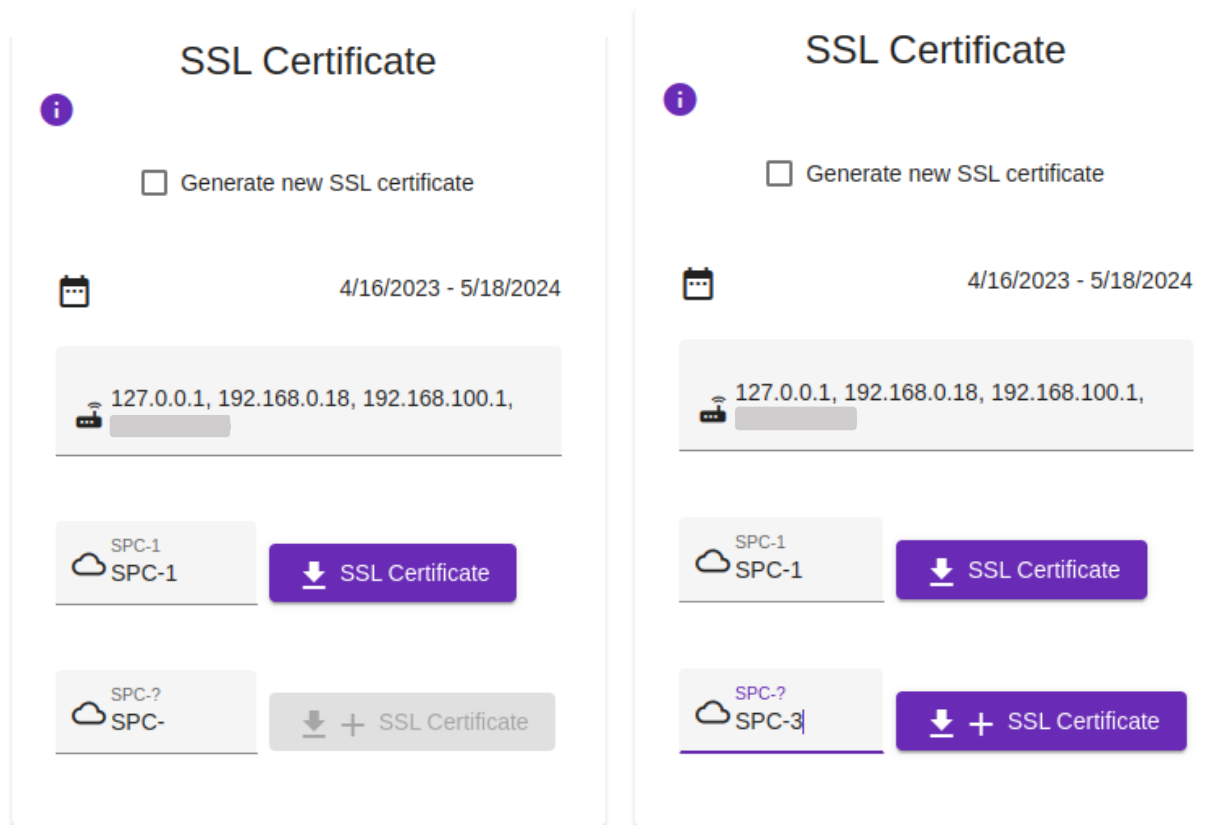 SSL Certificate
i
Generate new SSL certificate
4/16/2023 - 5/18/2024
127.0.0.1, 192.168.0.18, 192.168.100.1,
SPC-1
SPC-1
SSL Certificate
SPC-?
SPC-
+ SSL Certificate
SSL Certificate
i
Generate new SSL certificate
4/16/2023 - 5/18/2024
127.0.0.1, 192.168.0.18, 192.168.100.1,
SPC-1
SPC-1
SSL Certificate
SPC-?
SPC-3
+ SSL Certificate